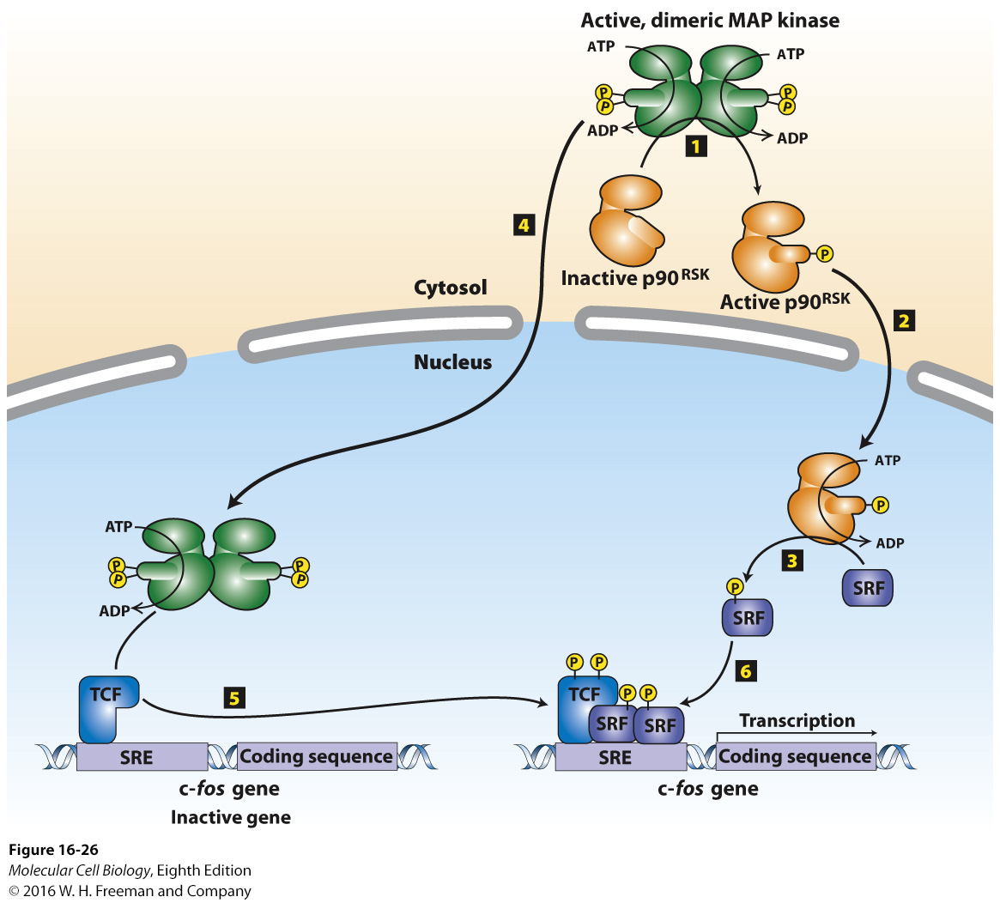 Active, dimeric MAP kinase
ATP
ATP
P
P
P
P
ADP
ADP
1
4
Inactive p90RSK
P
Active p90RSK
Cytosol
2
Nucleus
ATP
P
ADP
3
ATP
P
P
P
P
ADP
P
SRF
SRF
6
P
P
P
P
TCF
5
TCF
SRF
SRF
Transcription
SRE
Coding sequence
SRE
Coding sequence
c-fos gene
c-fos gene
Inactive gene
Figure 16-26
Molecular Cell Biology, Eighth Edition
© 2016 W. H. Freeman and Company